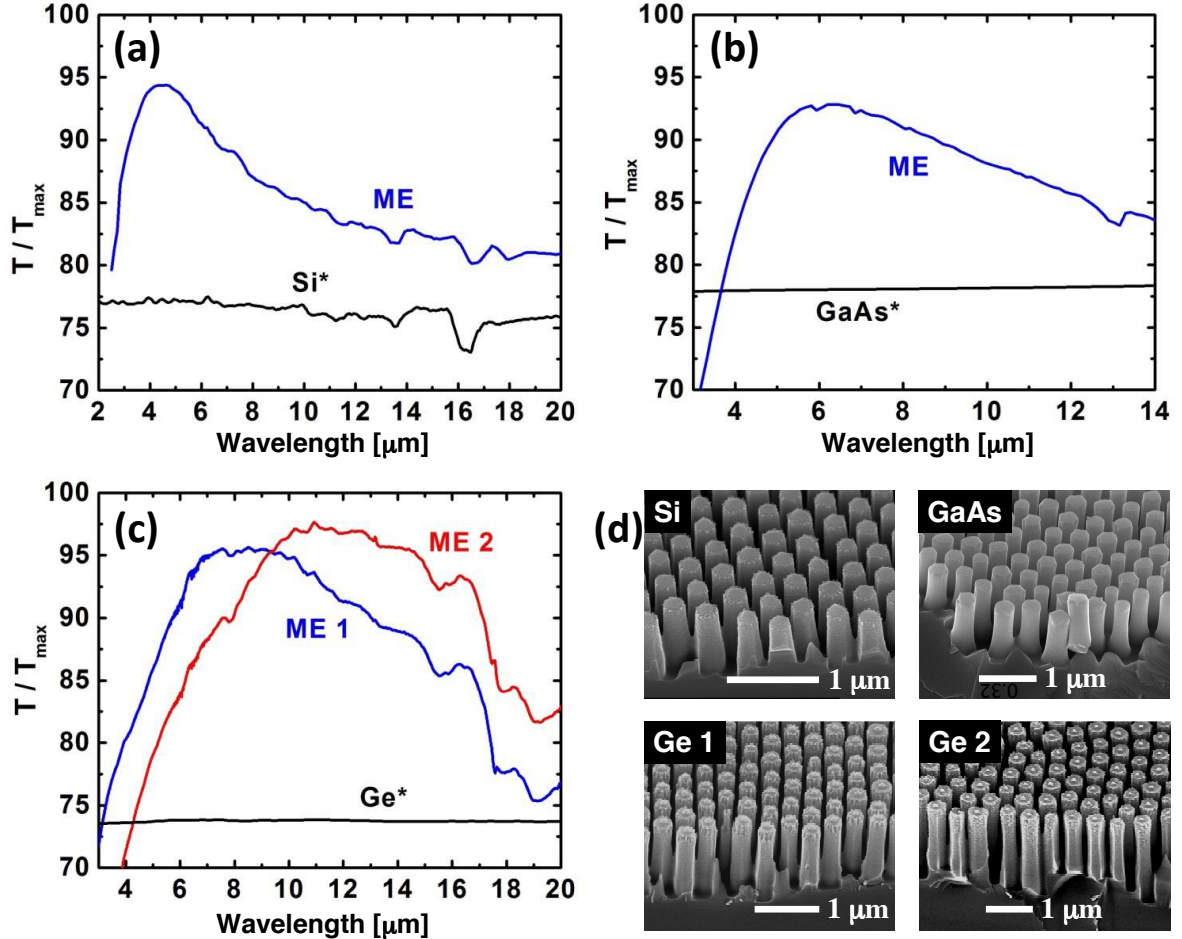 (a)
100
95
90
85
80
75
70
T / Tmax
ME
Si*
2 4 6 8 10 12 14 16 18 20
Wavelength [μm]
(b)
100
95
90
85
80
75
70
T / Tmax
ME
GaAs*
4 6 8 10 12 14
Wavelength [μm]
(c)
100
95
90
85
80
75
70
T / Tmax
ME 2
ME 1
Ge*
4 6 8 10 12 14 16 18 20
Wavelength [μm]
(d)
Si
1 μm
GaAs
1 μm
0.32
Ge 1
1 μm
Ge 2
1 μm